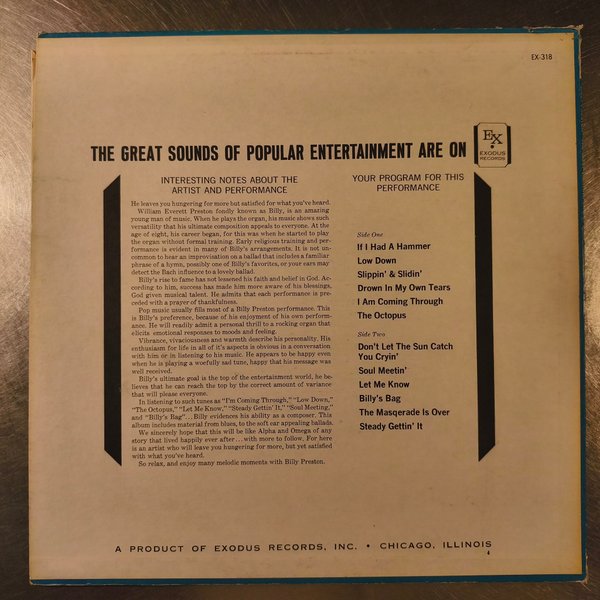 EX-318
THE GREAT SOUNDS OF POPULAR ENTERTAINMENT ARE ON
EX
EXODUS
RECORDS
INTERESTING NOTES ABOUT THE
ARTIST AND PERFORMANCE
He leaves you hungering for more but satisfied for what you've heard.
William Everett Preston fondly known as Billy, is an amazing
young man of music. When he plays the organ, his music shows such
versatility that his ultimate composition appeals to everyone. At the
age of eight, his career began, for this was when he started to play
the organ without formal training. Early religious training and per-
formance is evident in many of Billy's arrangements. It is not un-
common to hear an improvisation on a ballad that includes a familiar
phrase of a hymn, possibly one of Billy's favorites, or your ears may
detect the Bach influence to a lovely ballad.
Billy's rise to fame has not lessened his faith and belief in God. Ac-
cording to him, success has made him more aware of his blessings,
God given musical talent. He admits that each performance is pre-
ceded with a prayer of thankfulness.
Pop music usually fills most of a Billy Preston performance. This
is Billy's preference, because of his enjoyment of his own perform-
ance. He will readily admit a personal thrill to a rocking organ that
elicits emotional responses to moods and feeling.
Vibrance, vivaciousness and warmth describe his personality. His
enthusiasm for life in all of it's aspects is obvious in a conversation
with him or in listening to his music. He appears to be happy even
when he is playing a woefully sad tune, happy that his message was
well received.
Billy's ultimate goal is the top of the entertainment world, he be-
lieves that he can reach the top by the correct amount of variance
that will please everyone.
In listening to such tunes as "I'm Coming Through," "Low Down,"
"The Octopus," "Let Me Know," "Steady Gettin' It," "Soul Meeting,"
and "Billy's Bag"... Billy evidences his ability as a composer. This
album includes material from blues, to the soft ear appealing ballads.
We sincerely hope that this will be like Alpha and Omega of any
story that lived happily ever after... with more to follow. For here
is an artist who will leave you hungering for more, but yet satisfied
with what you've heard.
So relax, and enjoy many melodic moments with Billy Preston.
YOUR PROGRAM FOR THIS
PERFORMANCE
Side One
If I Had A Hammer
Low Down
Slippin' & Slidin'
Drown In My Own Tears
I Am Coming Through
The Octopus
Side Two
Don't Let The Sun Catch
You Cryin'
Soul Meetin'
Let Me Know
Billy's Bag
The Masqerade Is Over
Steady Gettin' It
A PRODUCT OF EXODUS RECORDS, INC. • CHICAGO, ILLINOIS
4